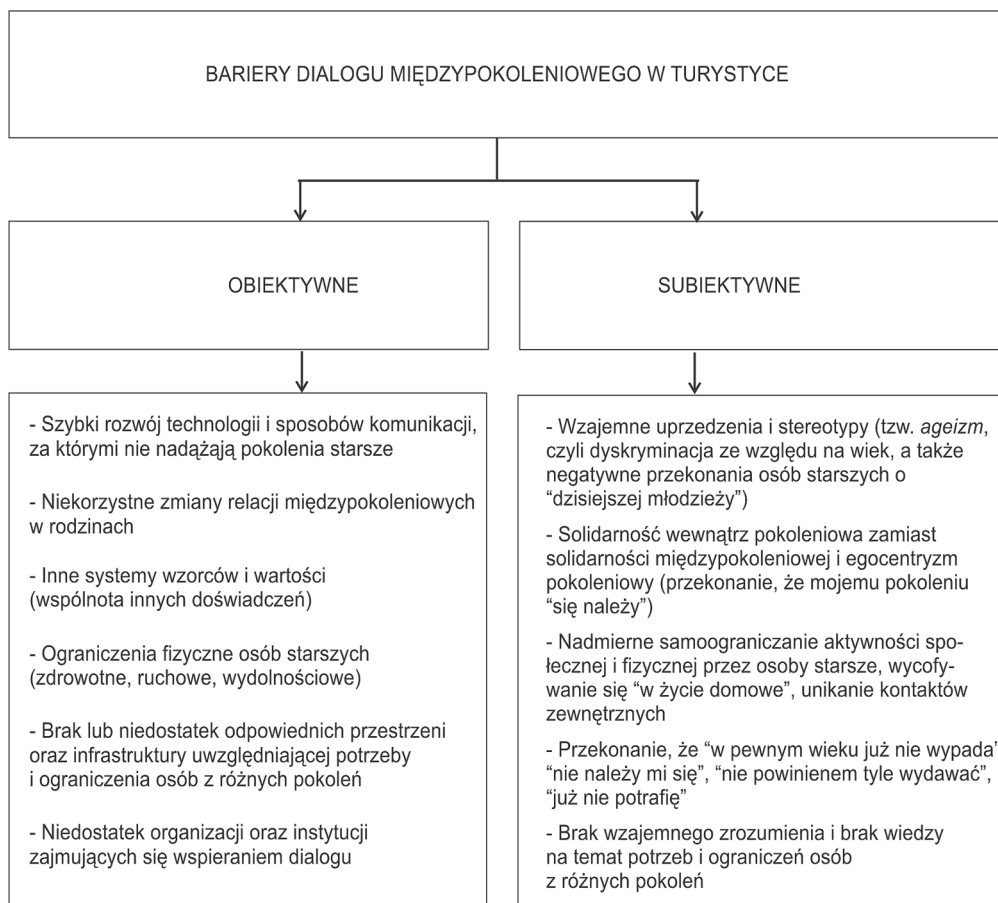 BARIERY DIALOGU MIĘDZYPOKOLENIOWEGO W TURYSTYCE
OBIEKTYWNE
SUBIEKTYWNE
- Szybki rozwój technologii i sposobów komunikacji,
za którymi nie nadążają pokolenia starsze
- Niekorzystne zmiany relacji międzypokoleniowych
w rodzinach
- Inne systemy wzorców i wartości
(wspólnota innych doświadczeń)
- Ograniczenia fizyczne osób starszych
(zdrowotne, ruchowe, wydolnościowe)
- Brak lub niedostatek odpowiednich przestrzeni
oraz infrastruktury uwzględniającej potrzeby
i ograniczenia osób z różnych pokoleń
- Niedostatek organizacji oraz instytucji
zajmujących się wspieraniem dialogu
- Wzajemne uprzedzenia i stereotypy (tzw. ageizm,
czyli dyskryminacja ze względu na wiek, a także
negatywne przekonania osób starszych o
“dzisiejszej młodzieży”)
- Solidarność wewnątrz pokoleniowa zamiast
solidarności międzypokoleniowej i egocentryzm
pokoleniowy (przekonanie, że mojemu pokoleniu
“się należy”)
- Nadmierne samoograniczanie aktywności spo-
łecznej i fizycznej przez osoby starsze, wycofy-
wanie się “w życie domowe”, unikanie kontaktów
zewnętrznych
- Przekonanie, że “w pewnym wieku już nie wypada”
“nie należy mi się”, “nie powinienem tyle wydawać”,
“już nie potrafię”
- Brak wzajemnego zrozumienia i brak wiedzy
na temat potrzeb i ograniczeń osób
z różnych pokoleń